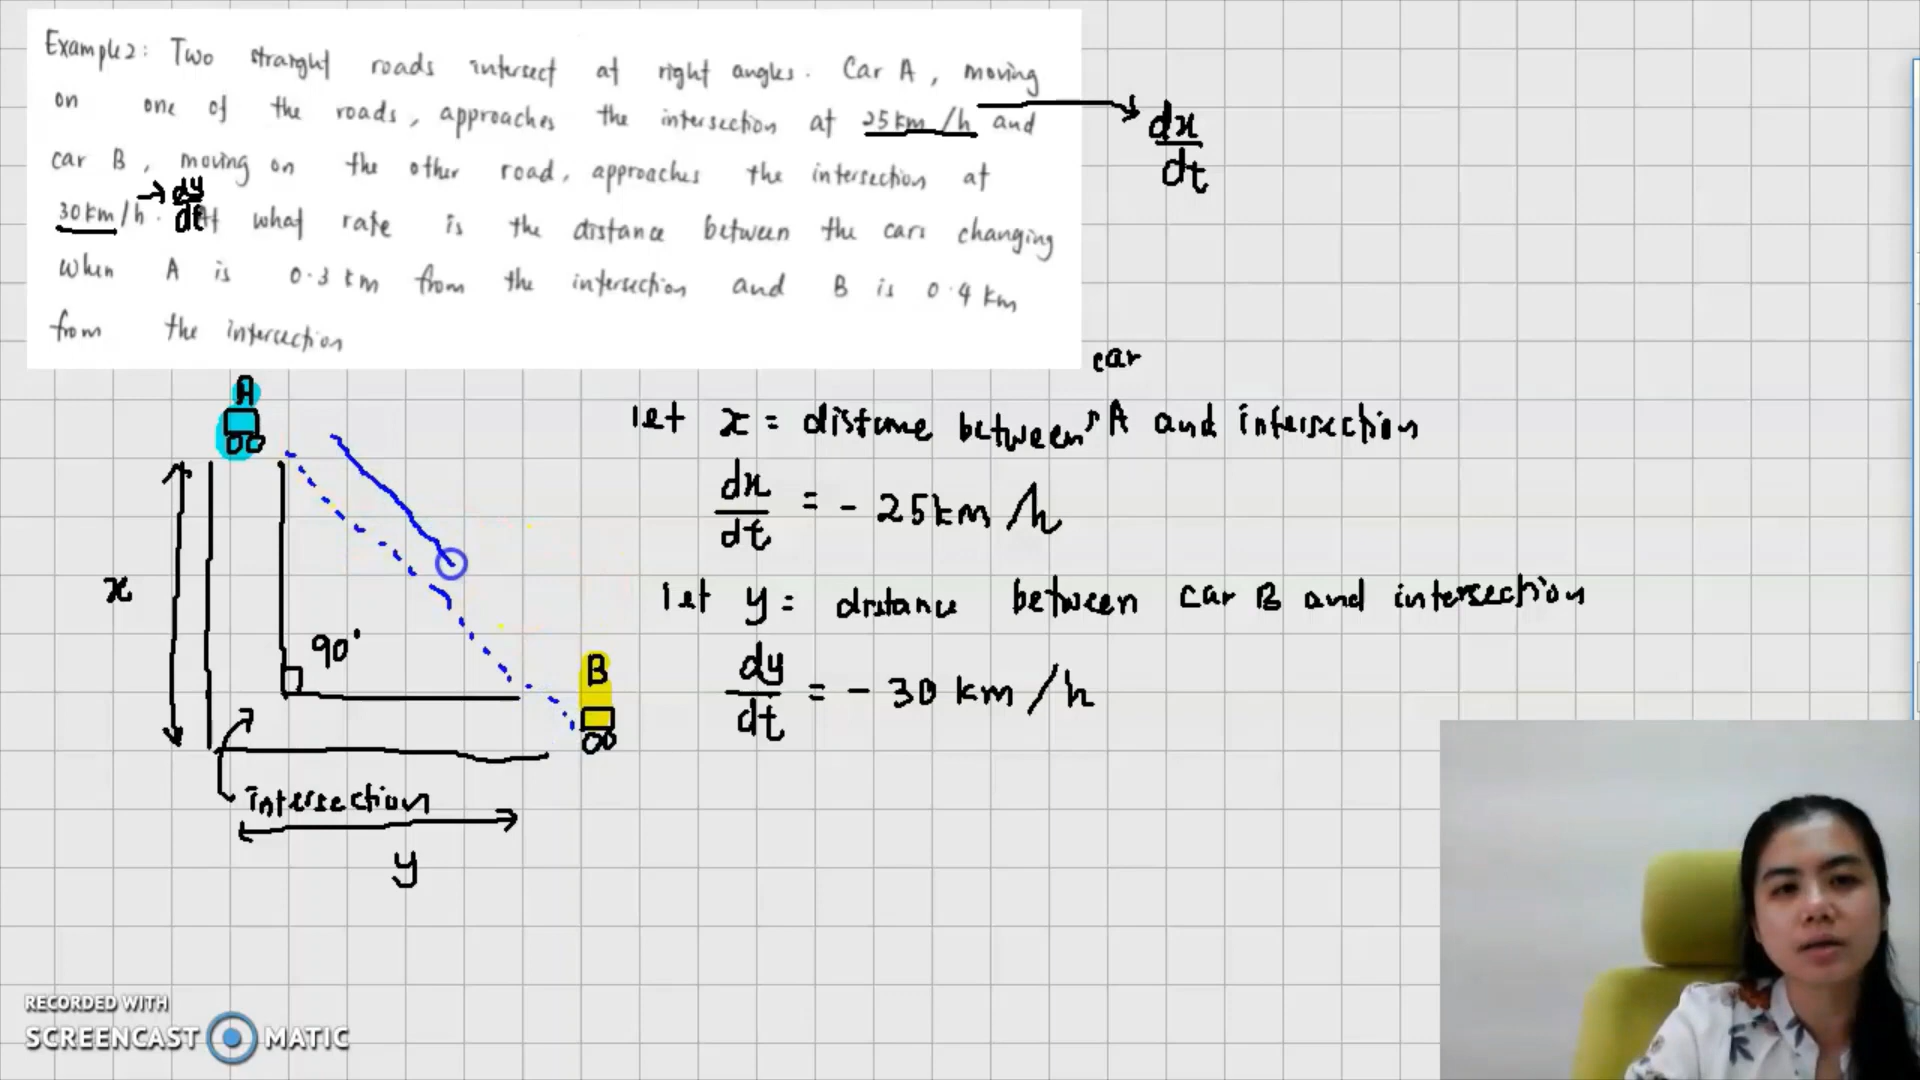 Example 2: Two straight roads intersect at right angles. Car A, moving
on one of the roads, approaches the intersection at 25km/h and
car B, moving on the other road, approaches the intersection at
30km/h. At what rate is the distance between the cars changing
when A is 0.3 km from the intersection and B is 0.4 km
from the intersection
dx
dt
dy
dt
A
x
90°
B
intersection
y
car
let x = distance between A and intersection
dx
dt
= - 25km/h
let y = distance between car B and intersection
dy
dt
= - 30 km/h
RECORDED WITH
SCREENCAST MATIC